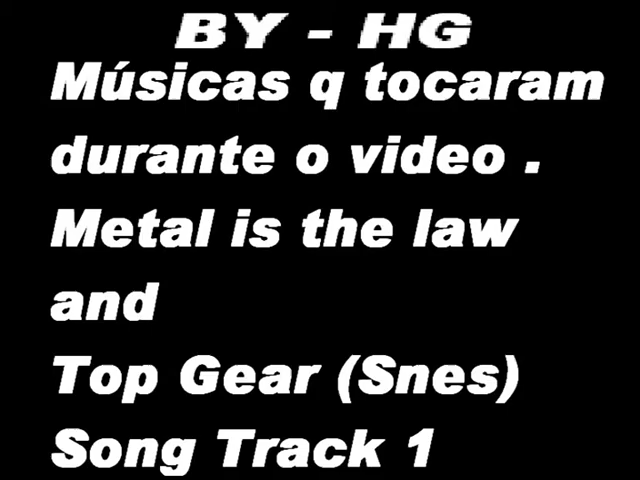 BY - HG
Músicas q tocaram
durante o video .
Metal is the law
and
Top Gear (Snes)
Song Track 1